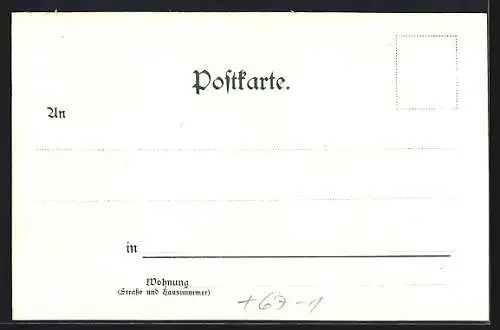 Postkarte.
An
in
Wohnung
(Straße und Hausnummer)
+67-1